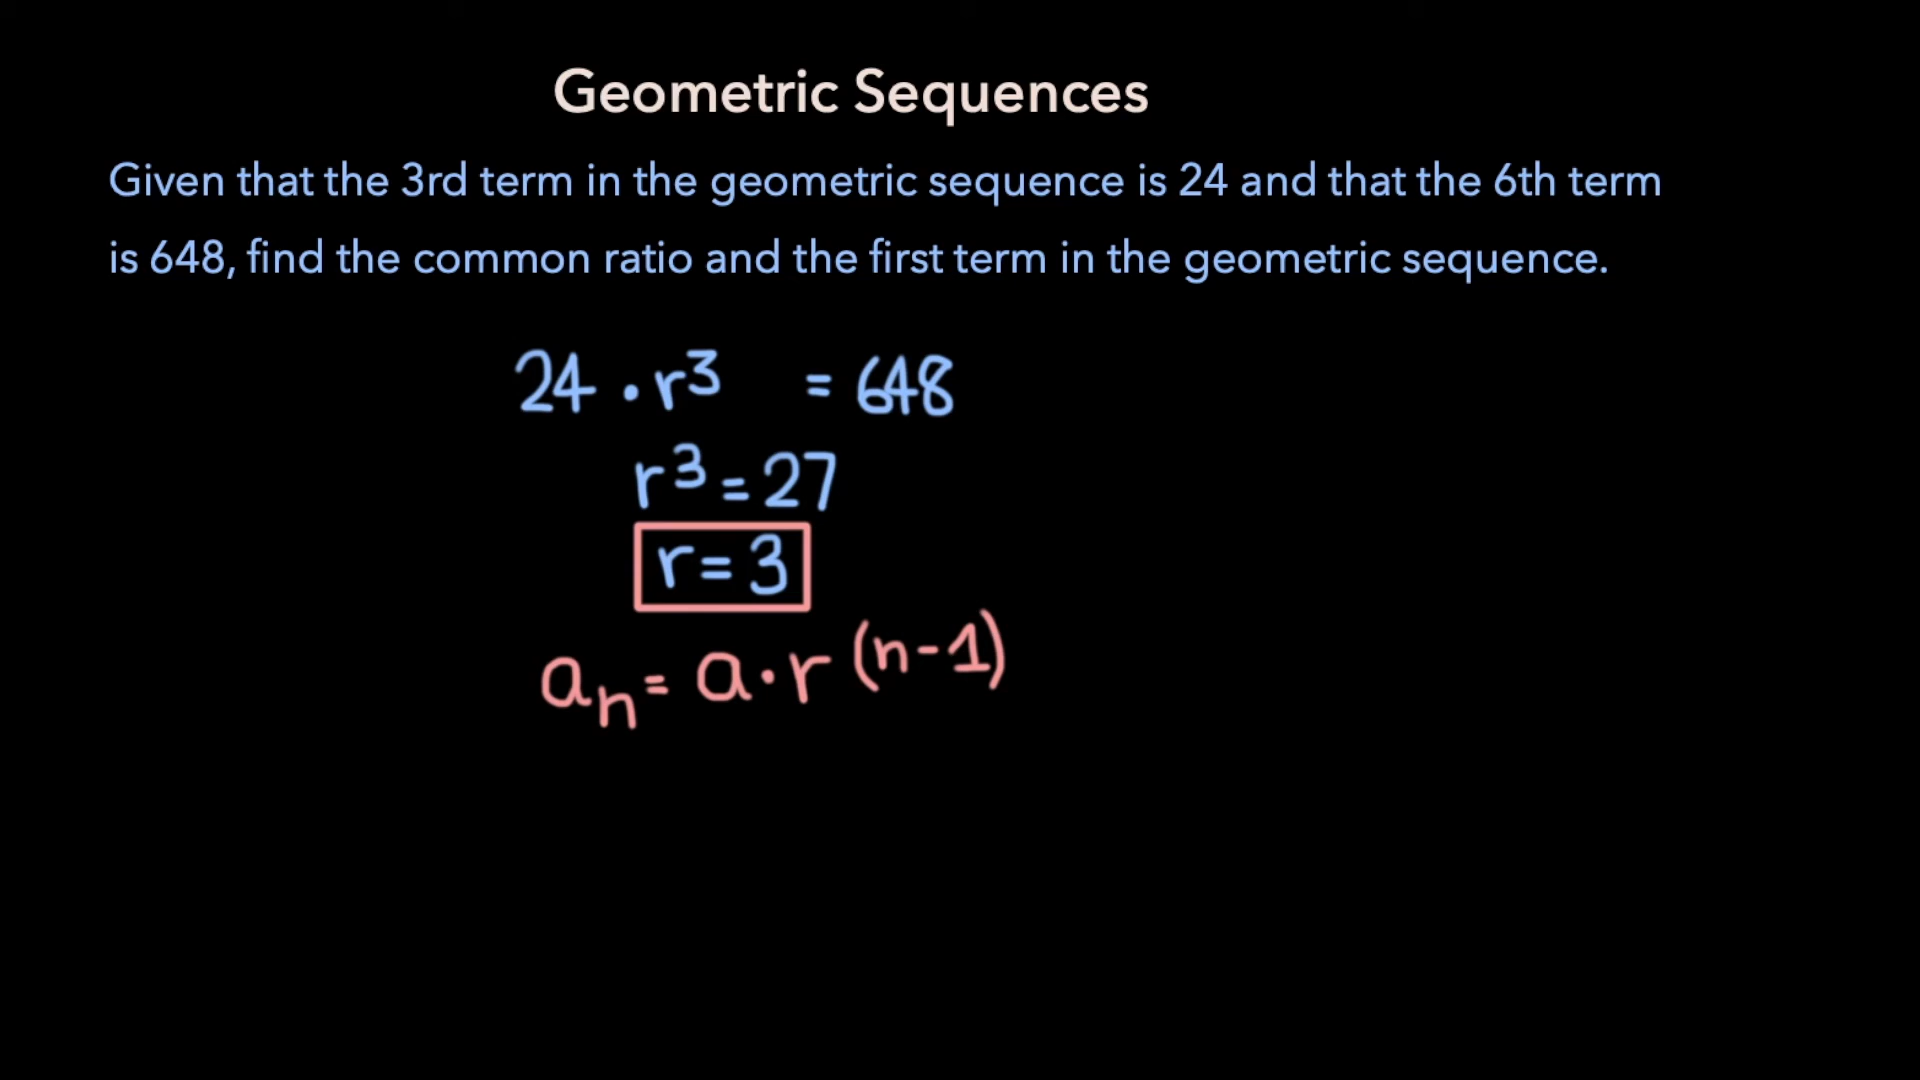 Geometric Sequences
Given that the 3rd term in the geometric sequence is 24 and that the 6th term
is 648, find the common ratio and the first term in the geometric sequence.
24 · r³ = 648
r³ = 27
r = 3
aₙ = a · r⁽ⁿ⁻¹⁾